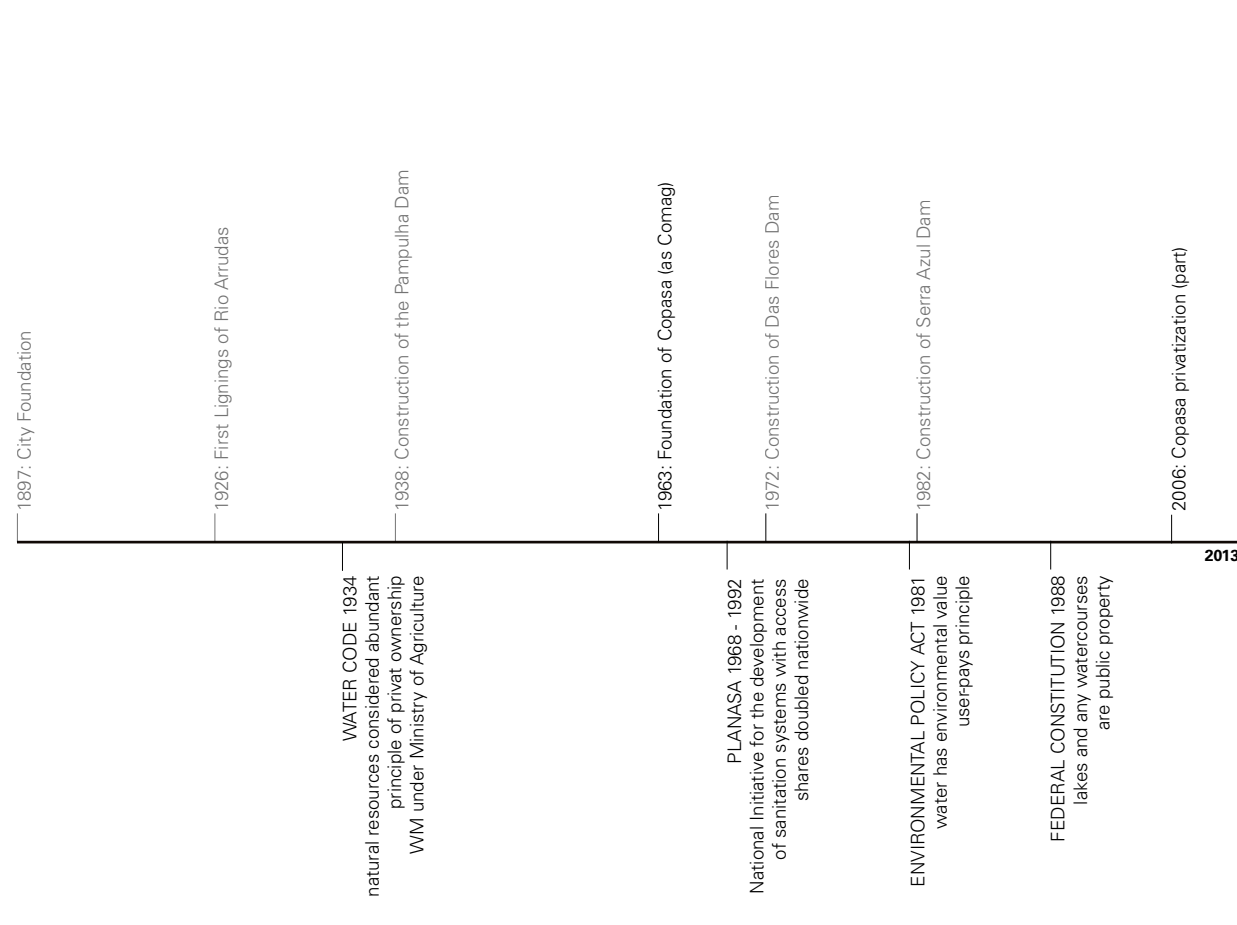 1897: City Foundation
1926: First Lignings of Rio Arrudas
1938: Construction of the Pampulha Dam
1963: Foundation of Copasa (as Comag)
1972: Construction of Das Flores Dam
1982: Construction of Serra Azul Dam
2006: Copasa privatization (part)
2013
WATER CODE 1934
natural resources considered abundant
principle of privat ownership
WM under Ministry of Agriculture
PLANASA 1968 - 1992
National Initiative for the development
of sanitation systems with access
shares doubled nationwide
ENVIRONMENTAL POLICY ACT 1981
water has environmental value
user-pays principle
FEDERAL CONSTITUTION 1988
lakes and any watercourses
are public property